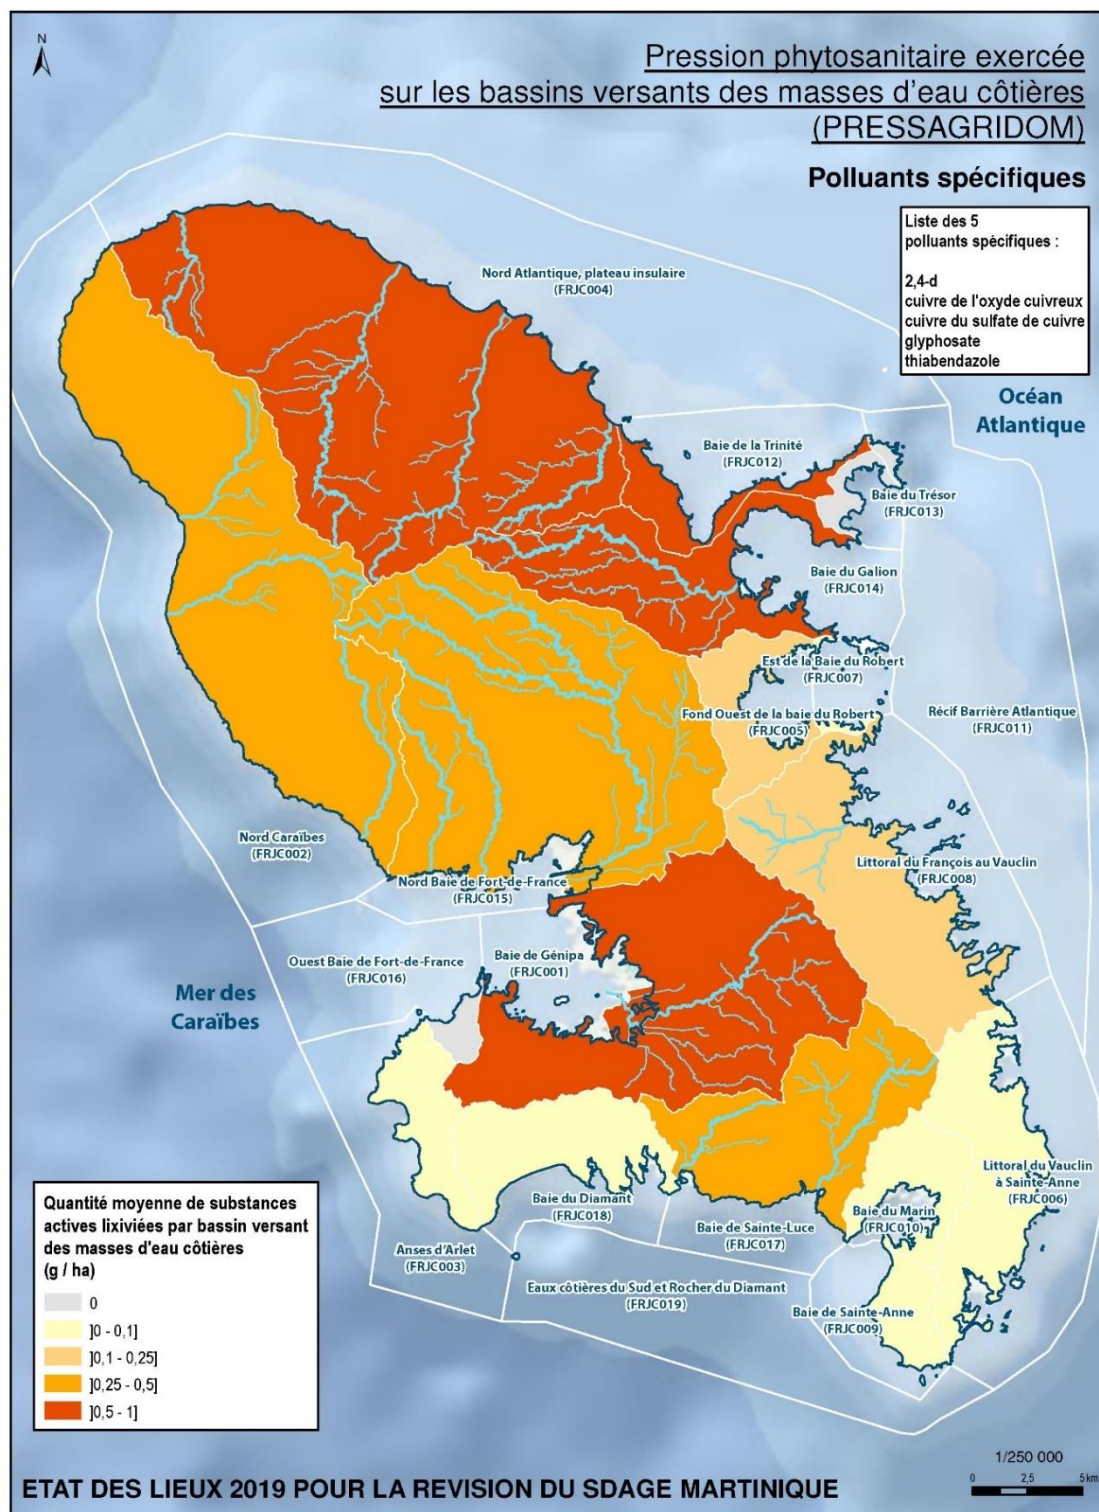 N
Pression phytosanitaire exercée
sur les bassins versants des masses d'eau côtières
(PRESSAGRIDOM)
Polluants spécifiques
Liste des 5
polluants spécifiques :
2,4-d
cuivre de l'oxyde cuivreux
cuivre du sulfate de cuivre
glyphosate
thiabendazole
Nord Atlantique, plateau insulaire
(FRJC004)
Océan
Atlantique
Baie de la Trinité
(FRJC012)
Baie du Trésor
(FRJC013)
Baie du Galion
(FRJC014)
Est de la Baie du Robert
(FRJC007)
Fond Ouest de la baie du Robert
(FRJC005)
Récif Barrière Atlantique
(FRJC011)
Nord Caraïbes
(FRJC002)
Littoral du François au Vauclin
(FRJC008)
Nord Baie de Fort-de-France
(FRJC015)
Baie de Génipa
(FRJC001)
Ouest Baie de Fort-de-France
(FRJC016)
Mer des
Caraïbes
Littoral du Vauclin
à Sainte-Anne
(FRJC006)
Baie du Marin
(FRJC010)
Baie du Diamant
(FRJC018)
Baie de Sainte-Luce
(FRJC017)
Anses d'Arlet
(FRJC003)
Eaux côtières du Sud et Rocher du Diamant
(FRJC019)
Baie de Sainte-Anne
(FRJC009)
Quantité moyenne de substances
actives lixiviées par bassin versant
des masses d'eau côtières
(g / ha)
0
]0 - 0,1]
]0,1 - 0,25]
]0,25 - 0,5]
]0,5 - 1]
1/250 000
0 2,5 5 km
ETAT DES LIEUX 2019 POUR LA REVISION DU SDAGE MARTINIQUE